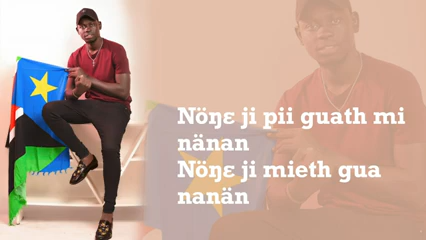 Nöŋɛ ji pii guath mi
nänan
Nöŋɛ ji mieth gua
nanän